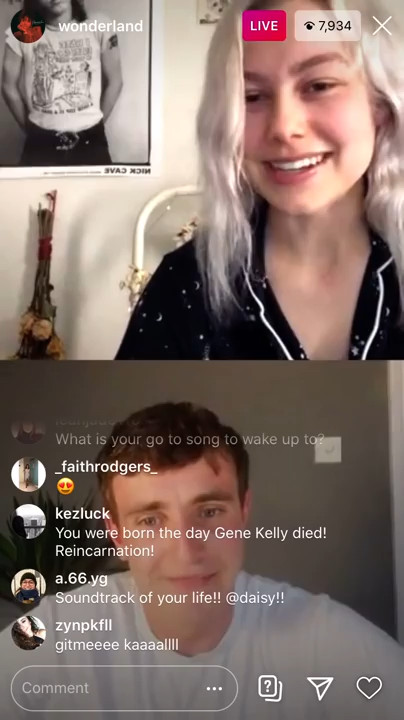 wonderland
LIVE
7,934
NICK CAVE
What is your go to song to wake up to?
_faithrodgers_
kezluck
You were born the day Gene Kelly died!
Reincarnation!
a.66.yg
Soundtrack of your life!! @daisy!!
zynpkfll
gitmeeee kaaaallll
Comment